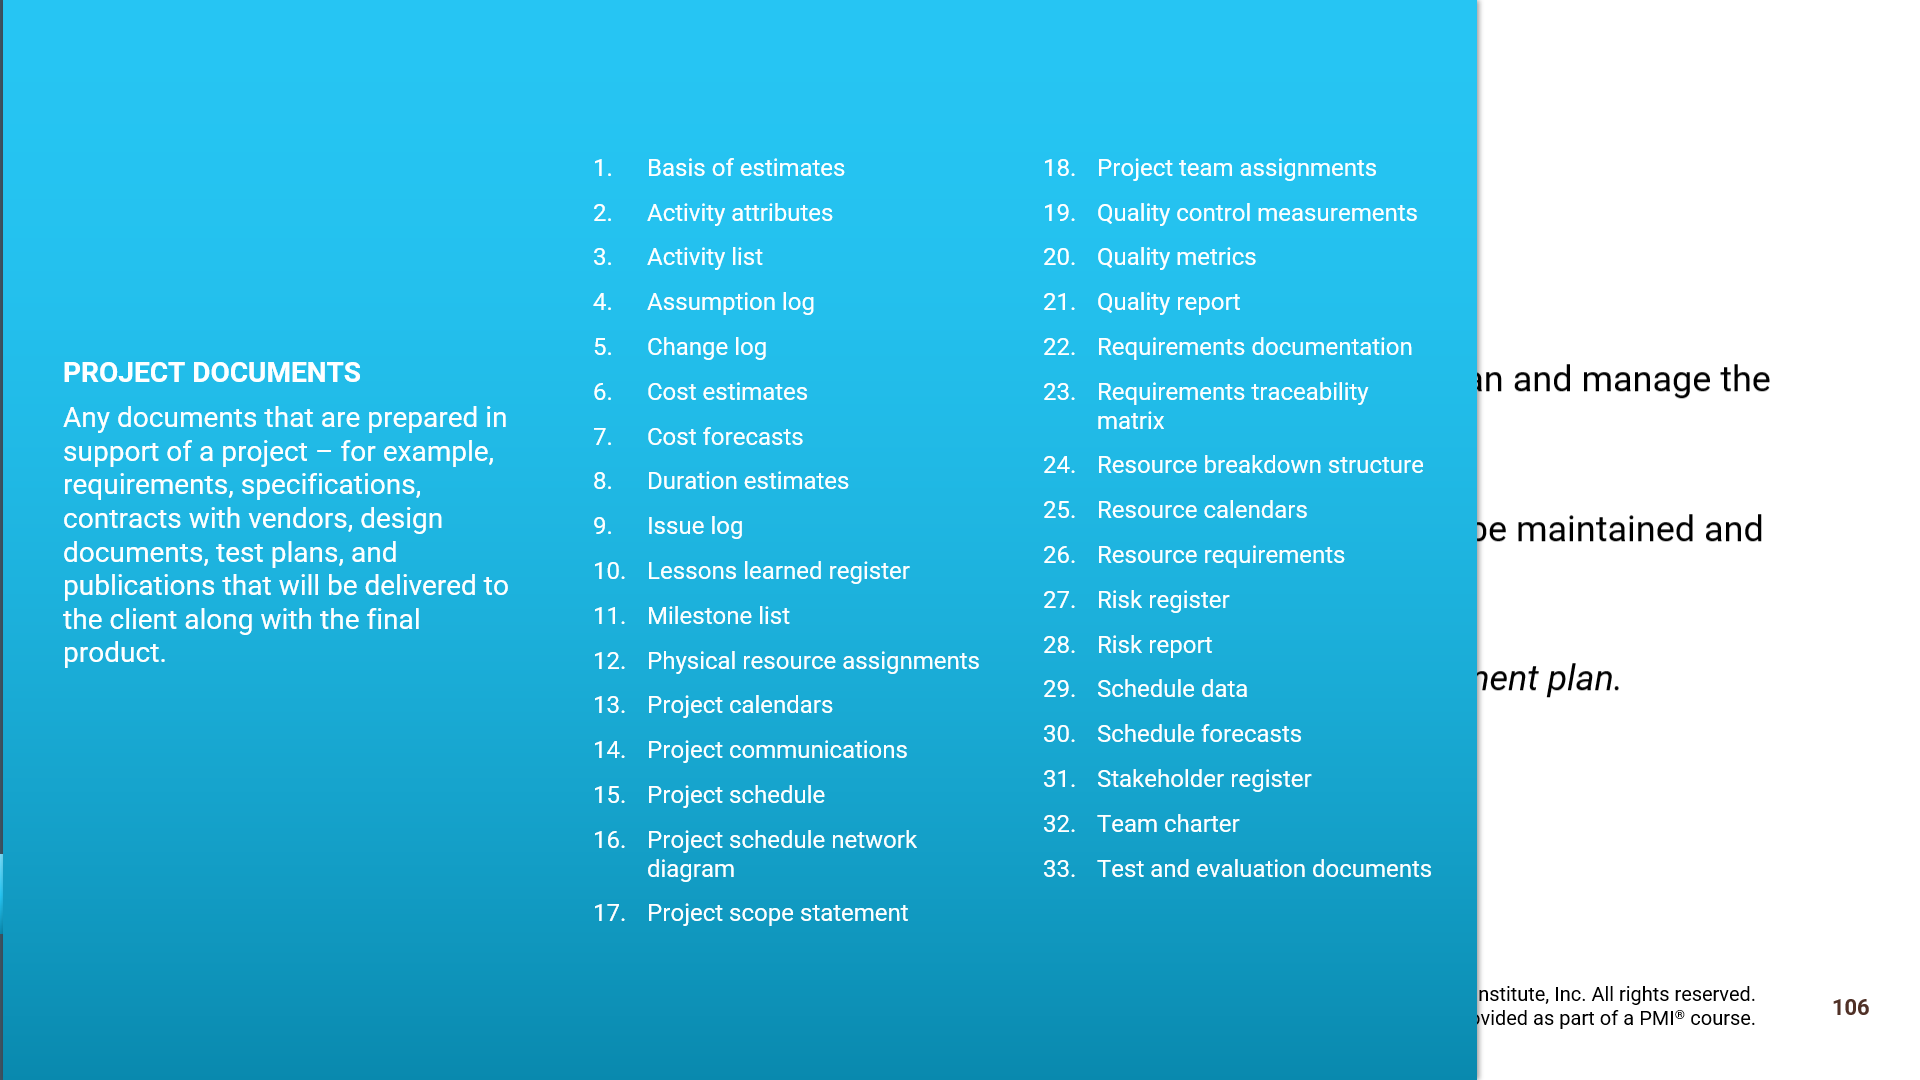 PROJECT DOCUMENTS
Any documents that are prepared in
support of a project – for example,
requirements, specifications,
contracts with vendors, design
documents, test plans, and
publications that will be delivered to
the client along with the final
product.
1. Basis of estimates
2. Activity attributes
3. Activity list
4. Assumption log
5. Change log
6. Cost estimates
7. Cost forecasts
8. Duration estimates
9. Issue log
10. Lessons learned register
11. Milestone list
12. Physical resource assignments
13. Project calendars
14. Project communications
15. Project schedule
16. Project schedule network
diagram
17. Project scope statement
18. Project team assignments
19. Quality control measurements
20. Quality metrics
21. Quality report
22. Requirements documentation
23. Requirements traceability
matrix
24. Resource breakdown structure
25. Resource calendars
26. Resource requirements
27. Risk register
28. Risk report
29. Schedule data
30. Schedule forecasts
31. Stakeholder register
32. Team charter
33. Test and evaluation documents
and manage the
be maintained and
plan.
Inc. All rights reserved.
as part of a PMI® course.
106